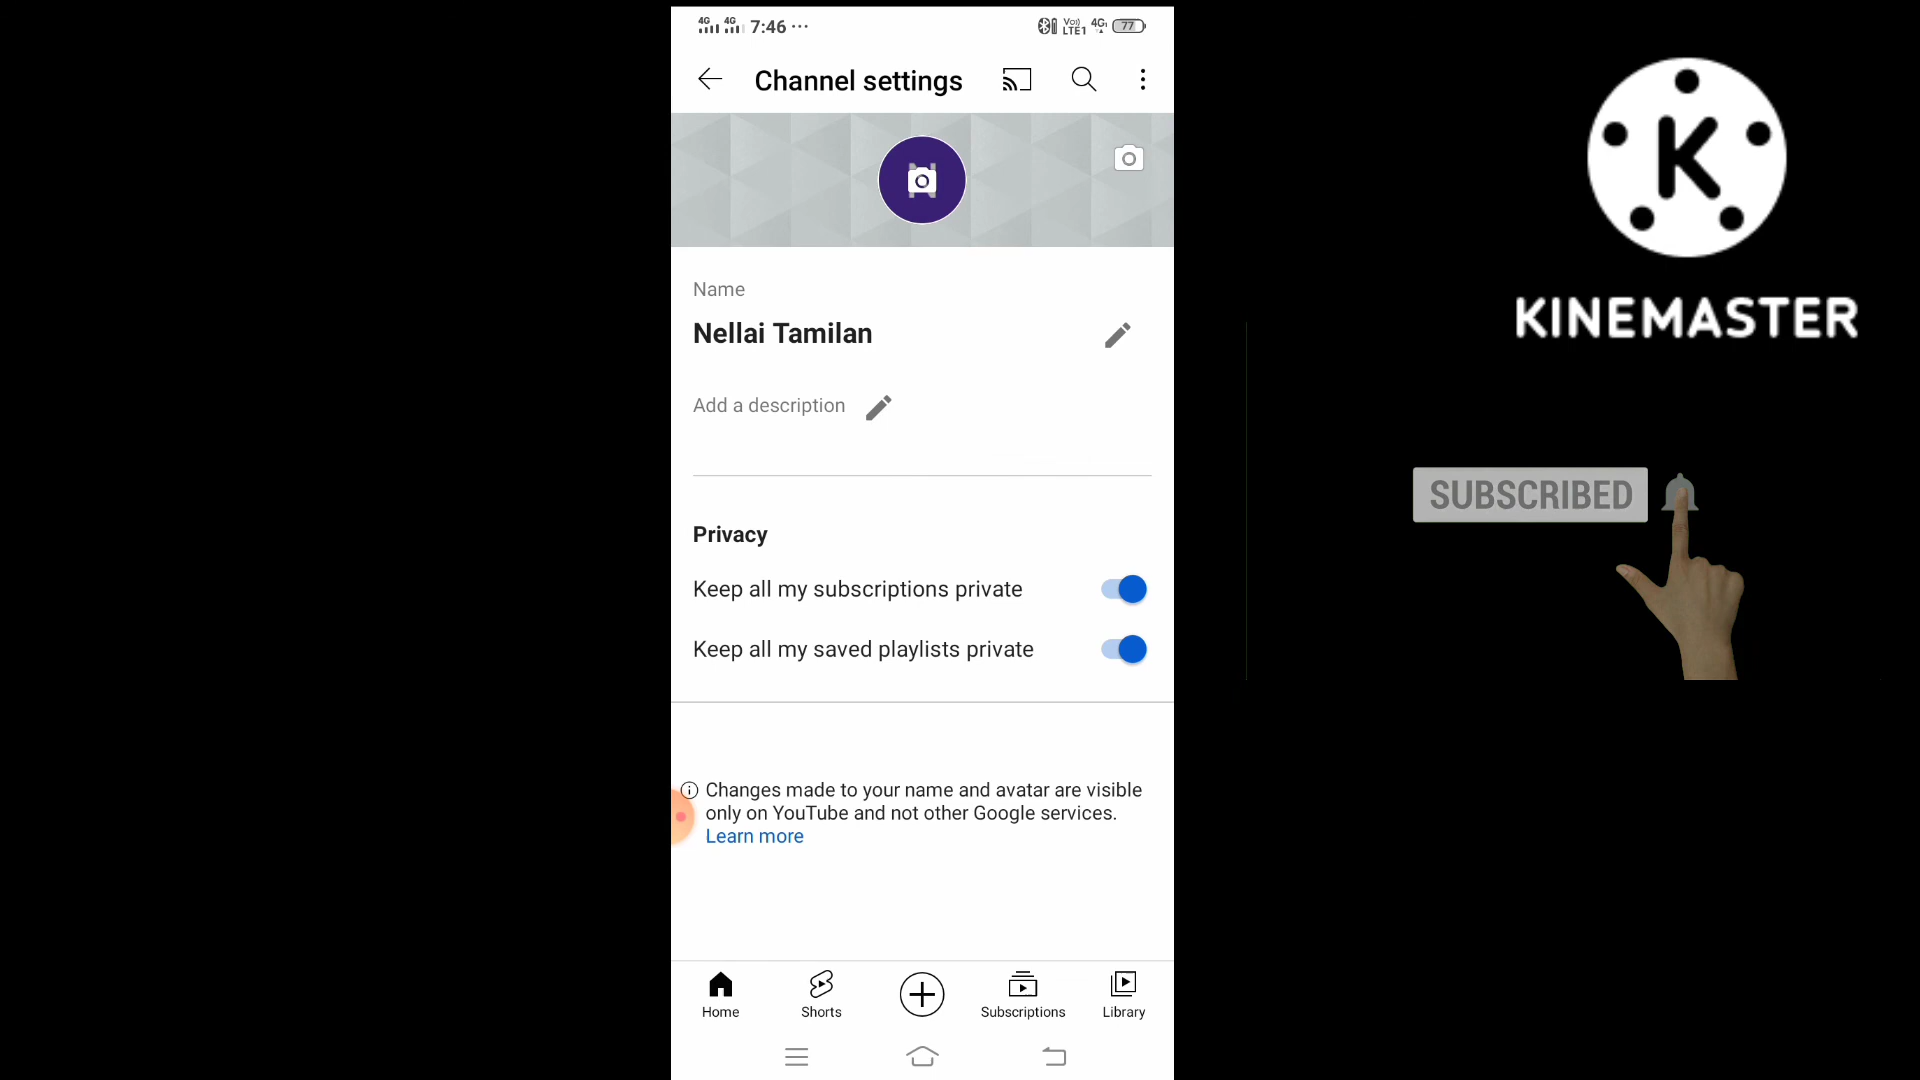 4G 4G 7:46 ··· Vo)) LTE1 4G 77
Channel settings
Name
Nellai Tamilan
Add a description
Privacy
Keep all my subscriptions private
Keep all my saved playlists private
Changes made to your name and avatar are visible
only on YouTube and not other Google services.
Learn more
Home Shorts Subscriptions Library
K
KINEMASTER
SUBSCRIBED